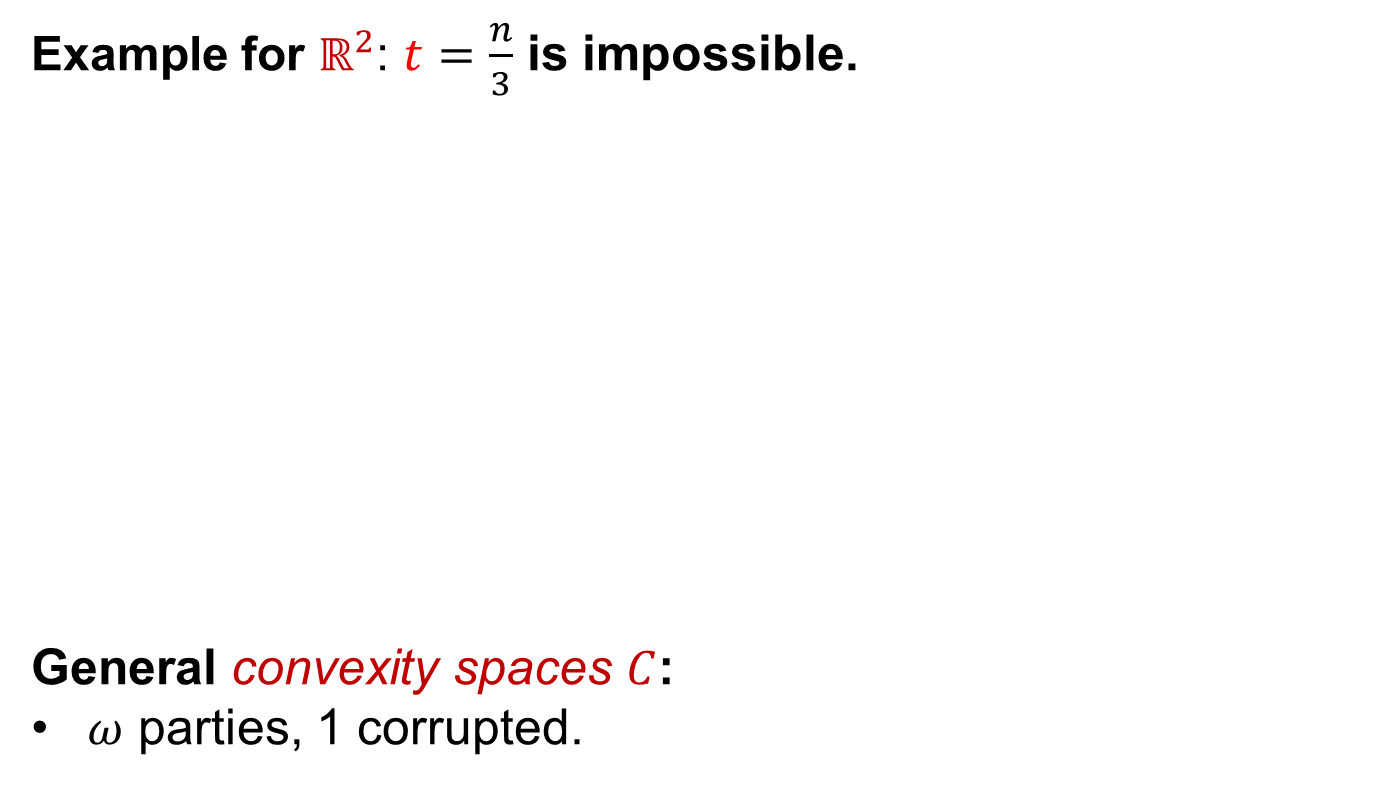 Example for ℝ²: t = n/3 is impossible.
General convexity spaces C:
• ω parties, 1 corrupted.